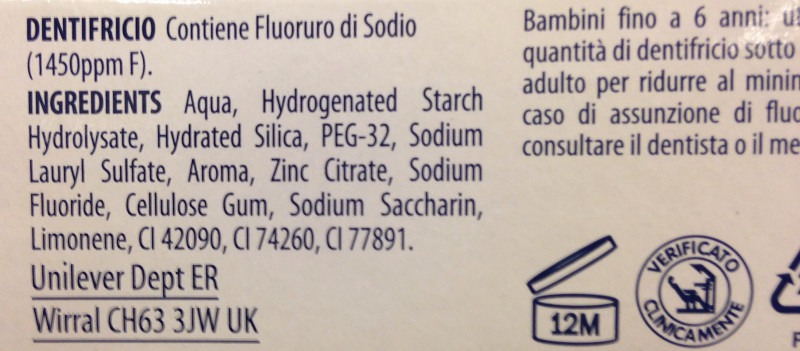 DENTIFRICIO Contiene Fluoruro di Sodio
(1450ppm F).
INGREDIENTS Aqua, Hydrogenated Starch
Hydrolysate, Hydrated Silica, PEG-32, Sodium
Lauryl Sulfate, Aroma, Zinc Citrate, Sodium
Fluoride, Cellulose Gum, Sodium Saccharin,
Limonene, CI 42090, CI 74260, CI 77891.
Unilever Dept ER
Wirral CH63 3JW UK
Bambini fino a 6 anni:
quantità di dentifricio sotto
adulto per ridurre al
caso di assunzione di
consultare il dentista o il
12M
VERIFICATO
CLINICAMENTE